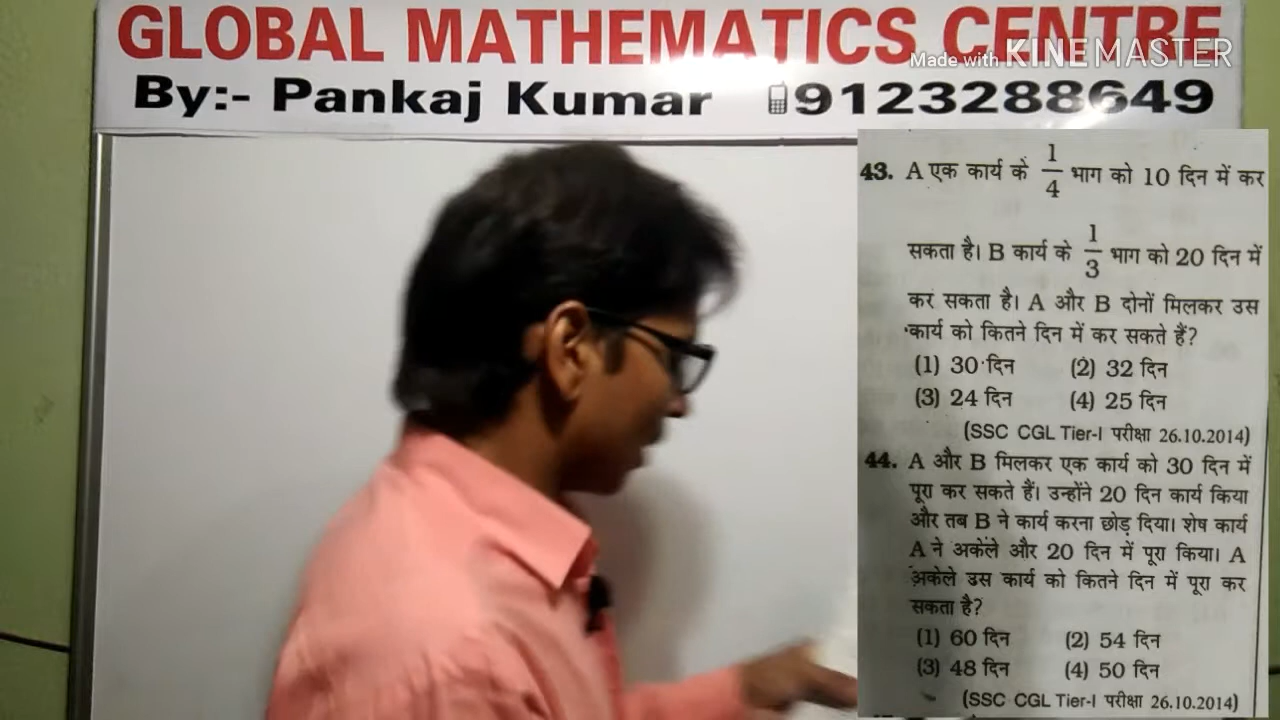 GLOBAL MATHEMATICS CENTRE
Made with KINEMASTER
By:- Pankaj Kumar 9123288649
43. A एक कार्य के 1/4 भाग को 10 दिन में कर
सकता है। B कार्य के 1/3 भाग को 20 दिन में
कर सकता है। A और B दोनों मिलकर उस
कार्य को कितने दिन में कर सकते हैं?
(1) 30 दिन (2) 32 दिन
(3) 24 दिन (4) 25 दिन
(SSC CGL Tier-I परीक्षा 26.10.2014)
44. A और B मिलकर एक कार्य को 30 दिन में
पूरा कर सकते हैं। उन्होंने 20 दिन कार्य किया
और तब B ने कार्य करना छोड़ दिया। शेष कार्य
A ने अकेले और 20 दिन में पूरा किया। A
अकेले उस कार्य को कितने दिन में पूरा कर
सकता है?
(1) 60 दिन (2) 54 दिन
(3) 48 दिन (4) 50 दिन
(SSC CGL Tier-I परीक्षा 26.10.2014)